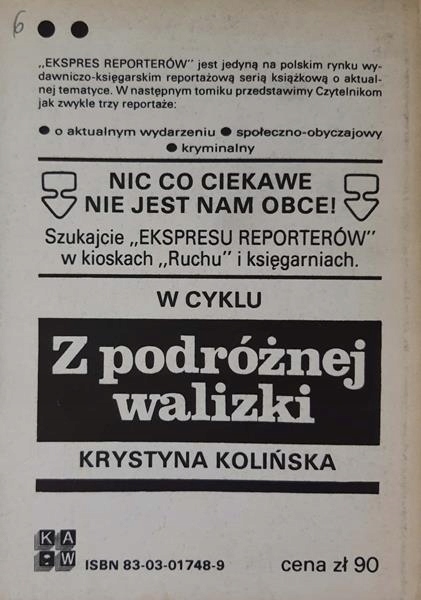 6
„EKSPRES REPORTERÓW" jest jedyną na polskim rynku wy-
dawniczo-księgarskim reportażową serią książkową o aktual-
nej tematyce. W następnym tomiku przedstawimy Czytelnikom
jak zwykle trzy reportaże:
● o aktualnym wydarzeniu ● społeczno-obyczajowy
● kryminalny
NIC CO CIEKAWE
NIE JEST NAM OBCE!
Szukajcie „EKSPRESU REPORTERÓW"
w kioskach „Ruchu" i księgarniach.
W CYKLU
Z podróżnej
walizki
KRYSTYNA KOLIŃSKA
KAW
ISBN 83-03-01748-9
cena zł 90